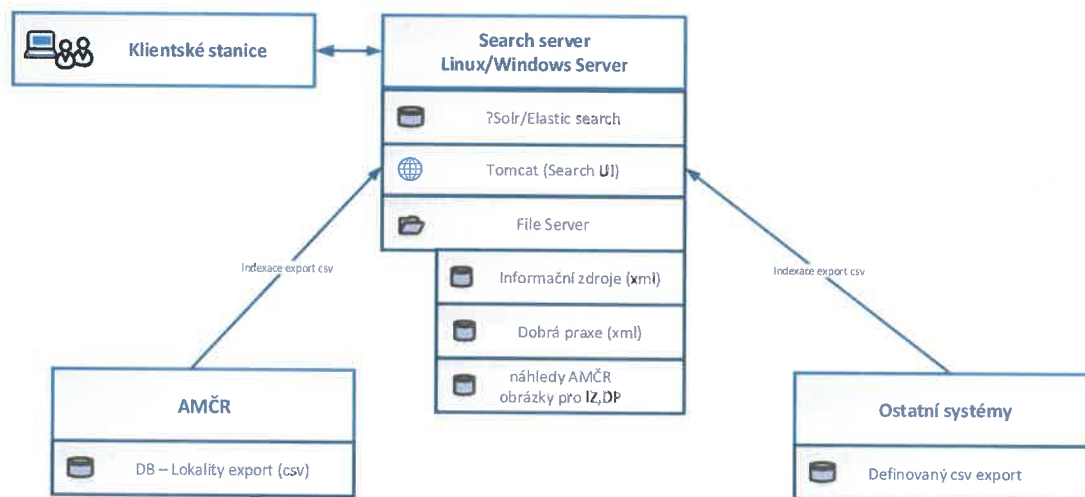 Klientské stanice
Search server
Linux/Windows Server
?Solr/Elastic search
Tomcat (Search UI)
File Server
Indexace export csv
Indexace export csv
Informační zdroje (xml)
Dobrá praxe (xml)
náhledy AMČR
obrázky pro IZ,DP
AMČR
DB – Lokality export (csv)
Ostatní systémy
Definovaný csv export